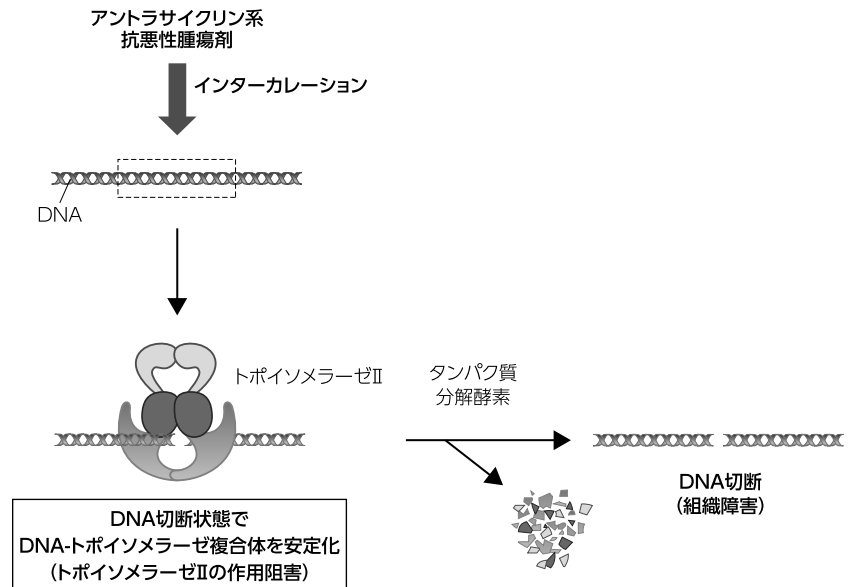 アントラサイクリン系
抗悪性腫瘍剤
インターカレーション
DNA
トポイソメラーゼⅡ
タンパク質
分解酵素
DNA切断
（組織障害）
DNA切断状態で
DNA-トポイソメラーゼ複合体を安定化
（トポイソメラーゼⅡの作用阻害）